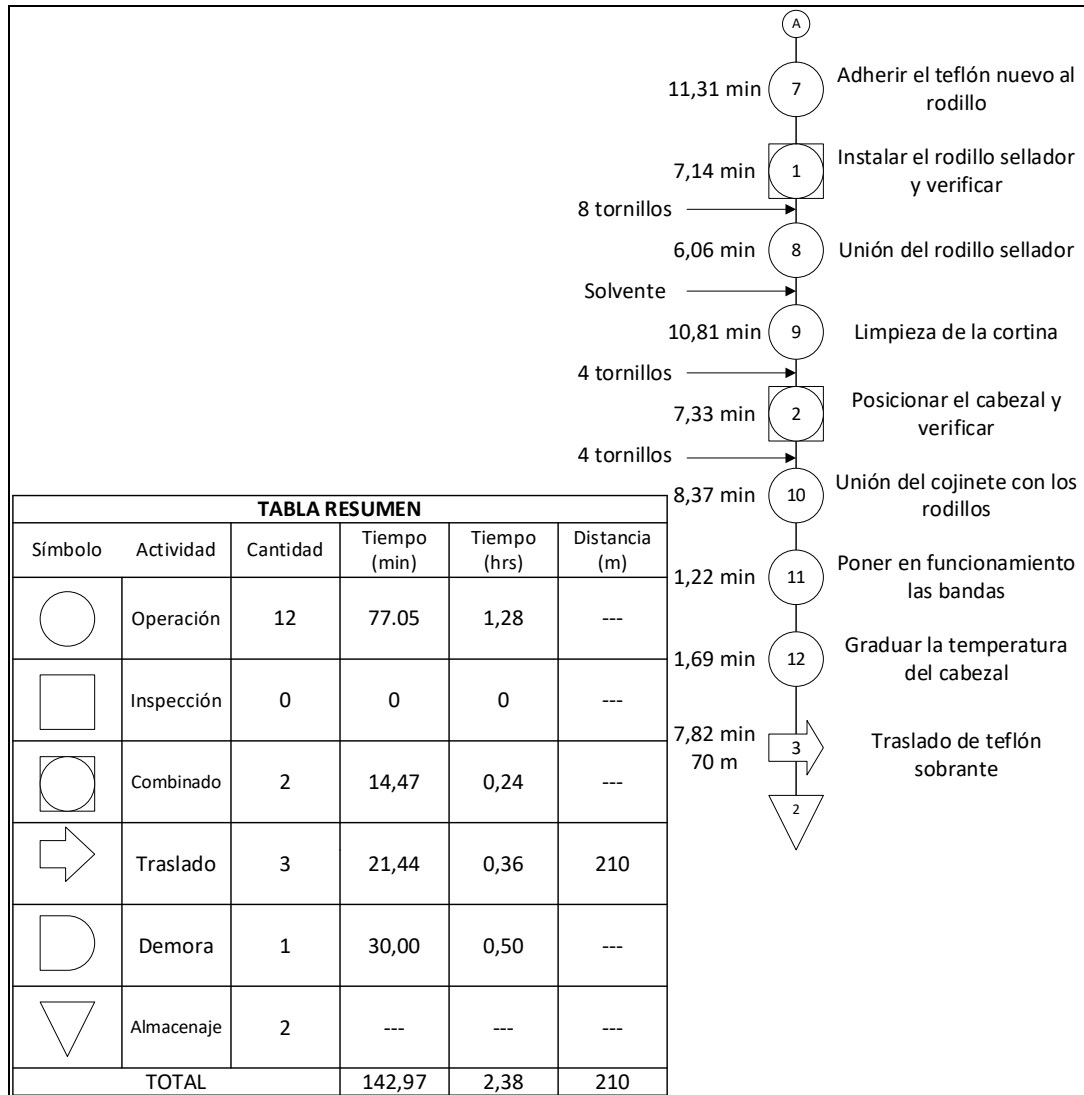 A
11,31 min
7
Adherir el teflón nuevo al
rodillo
7,14 min
1
Instalar el rodillo sellador
y verificar
8 tornillos
6,06 min
8
Unión del rodillo sellador
Solvente
10,81 min
9
Limpieza de la cortina
4 tornillos
7,33 min
2
Posicionar el cabezal y
verificar
4 tornillos
8,37 min
10
Unión del cojinete con los
rodillos
1,22 min
11
Poner en funcionamiento
las bandas
1,69 min
12
Graduar la temperatura
del cabezal
7,82 min
70 m
3
Traslado de teflón
sobrante
2
TABLA RESUMEN
Símbolo Actividad Cantidad Tiempo (min) Tiempo (hrs) Distancia (m)
Operación 12 77.05 1,28 ---
Inspección 0 0 0 ---
Combinado 2 14,47 0,24 ---
Traslado 3 21,44 0,36 210
Demora 1 30,00 0,50 ---
Almacenaje 2 --- --- ---
TOTAL 142,97 2,38 210